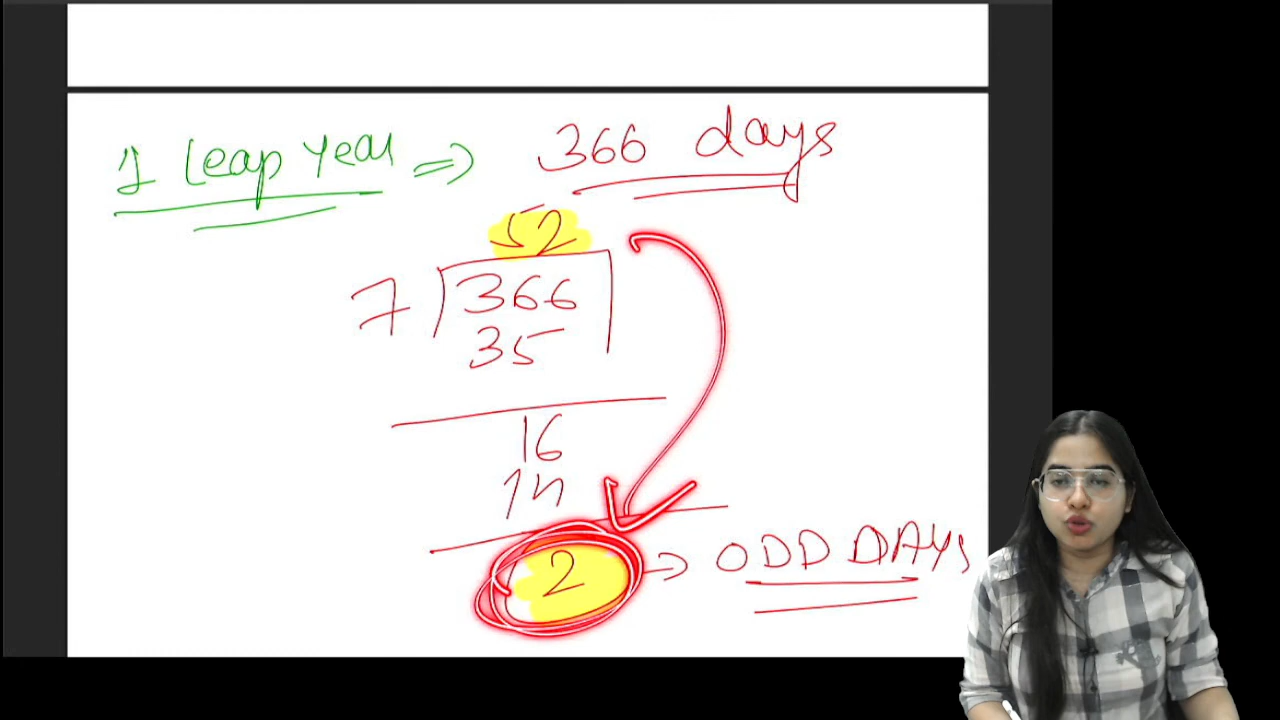 1 Leap Year => 366 days
52
7 366
35
16
14
2 → ODD DAYS